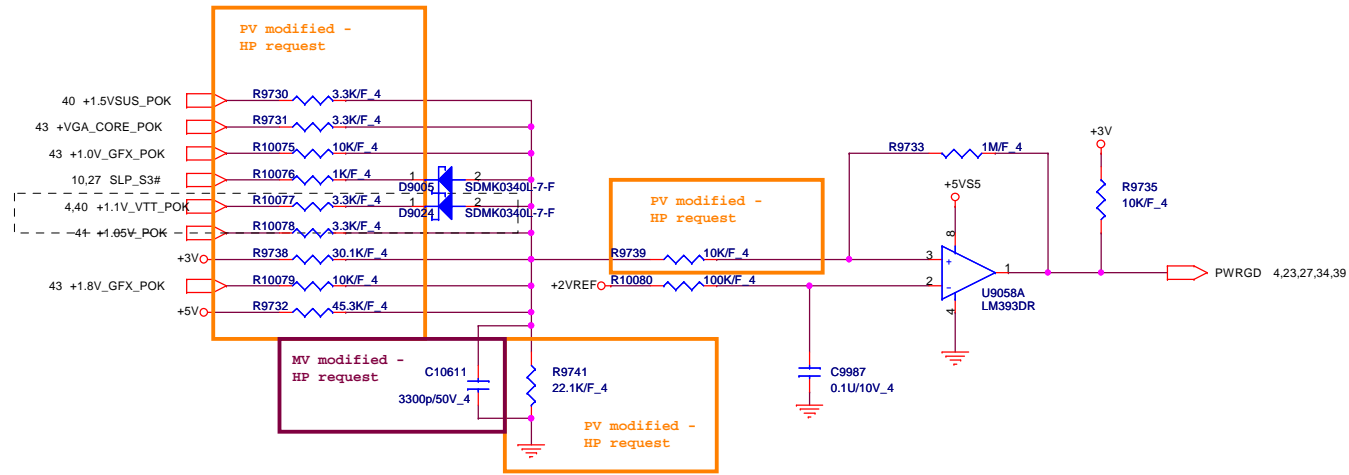 PV modified -
HP request
40 +1.5VSUS_POK R9730 3.3K/F_4
43 +VGA_CORE_POK R9731 3.3K/F_4
43 +1.0V_GFX_POK R10075 10K/F_4
10,27 SLP_S3# R10076 1K/F_4 1 2
D9005 SDMK0340L-7-F
4,40 +1.1V_VTT_POK R10077 3.3K/F_4 1 2
D9024 SDMK0340L-7-F
41 +1.05V_POK R10078 3.3K/F_4
+3V R9738 30.1K/F_4
43 +1.8V_GFX_POK R10079 10K/F_4
+5V R9732 45.3K/F_4
MV modified -
HP request
C10611
3300p/50V_4
R9741
22.1K/F_4
PV modified -
HP request
PV modified -
HP request
R9739 10K/F_4
+2VREF R10080 100K/F_4
C9987
0.1U/10V_4
R9733 1M/F_4
+5VS5
8
3 +
2 -
1
4
U9058A
LM393DR
+3V
R9735
10K/F_4
PWRGD 4,23,27,34,39